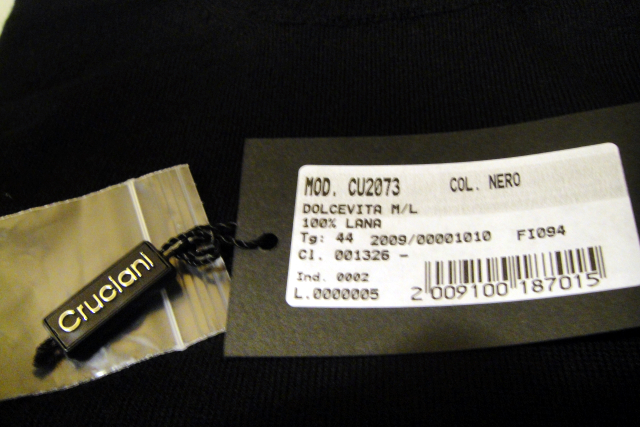 Cruciani
MOD. CU2073 COL. NERO
DOLCEVITA M/L
100% LANA
Tg: 44 2009/00001010 FI094
Cl. 001326 -
Ind. 0002
L.0000005 2 009100 187015